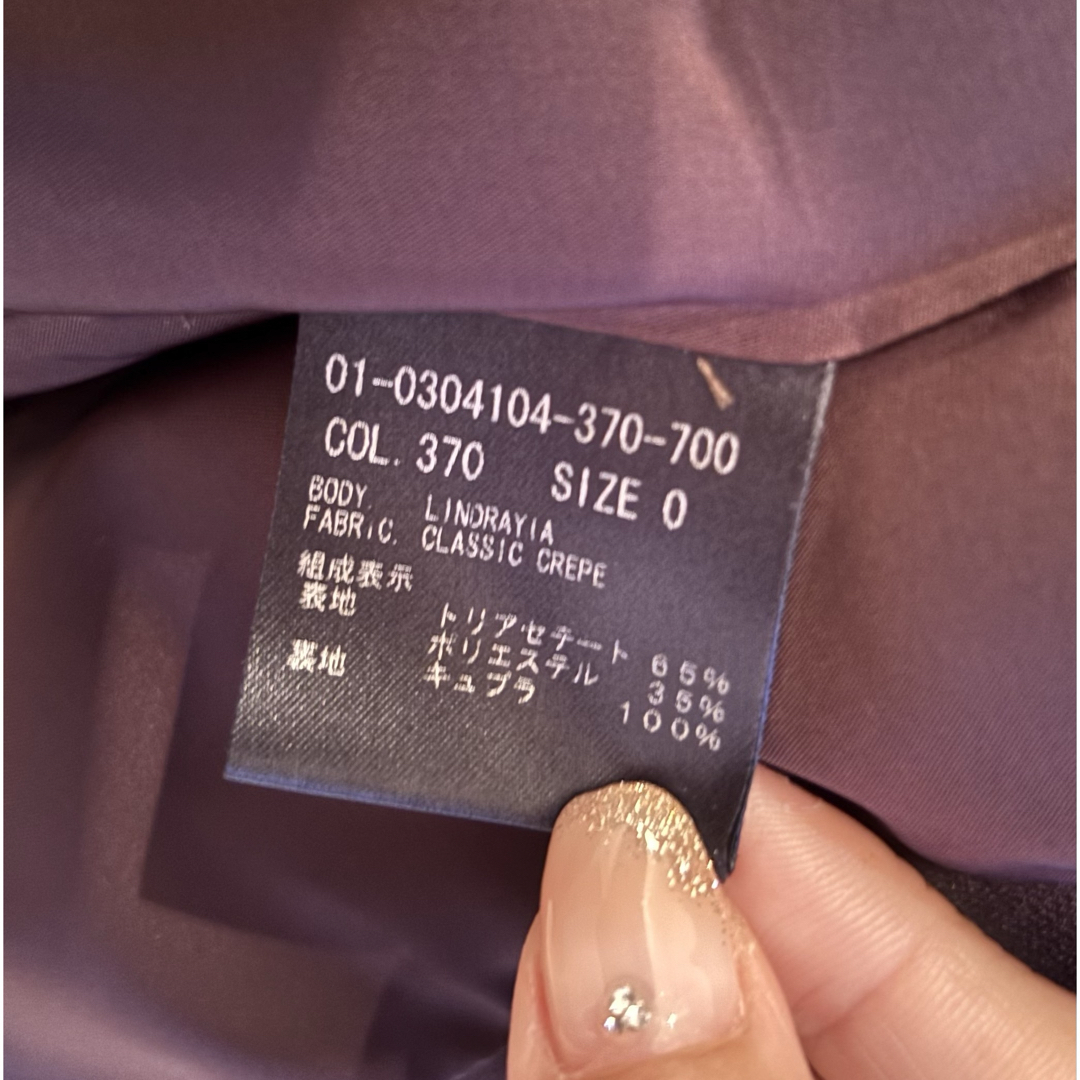 01-0304104-370-700
COL. 370 SIZE 0
BODY. LINDRAYIA
FABRIC. CLASSIC CREPE
組成表示
表地 トリアセテート 65%
ポリエステル 35%
裏地 キュプラ 100%